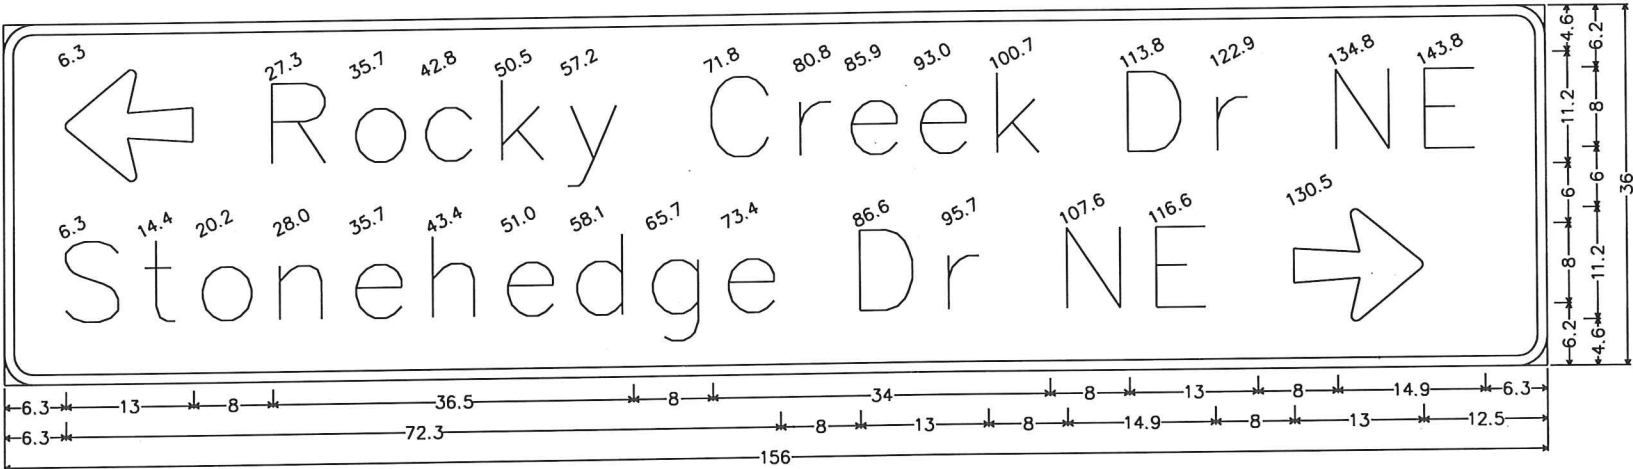 6.3 27.3 35.7 42.8 50.5 57.2 71.8 80.8 85.9 93.0 100.7 113.8 122.9 134.8 143.8
Rocky Creek Dr NE
6.3 14.4 20.2 28.0 35.7 43.4 51.0 58.1 65.7 73.4 86.6 95.7 107.6 116.6 130.5
Stonehedge Dr NE
4.6 11.2 6 8 6.2
6.2 8 6 11.2 4.6
36
6.3 13 8 36.5 8 34 8 13 8 14.9 6.3
6.3 72.3 8 13 8 14.9 8 13 12.5
156